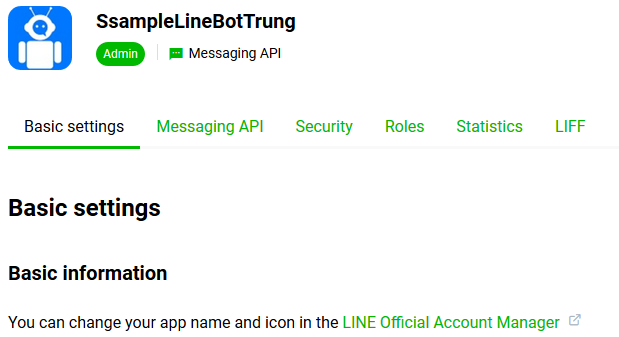 SsampleLineBotTrung
Admin Messaging API
Basic settings Messaging API Security Roles Statistics LIFF
Basic settings
Basic information
You can change your app name and icon in the LINE Official Account Manager